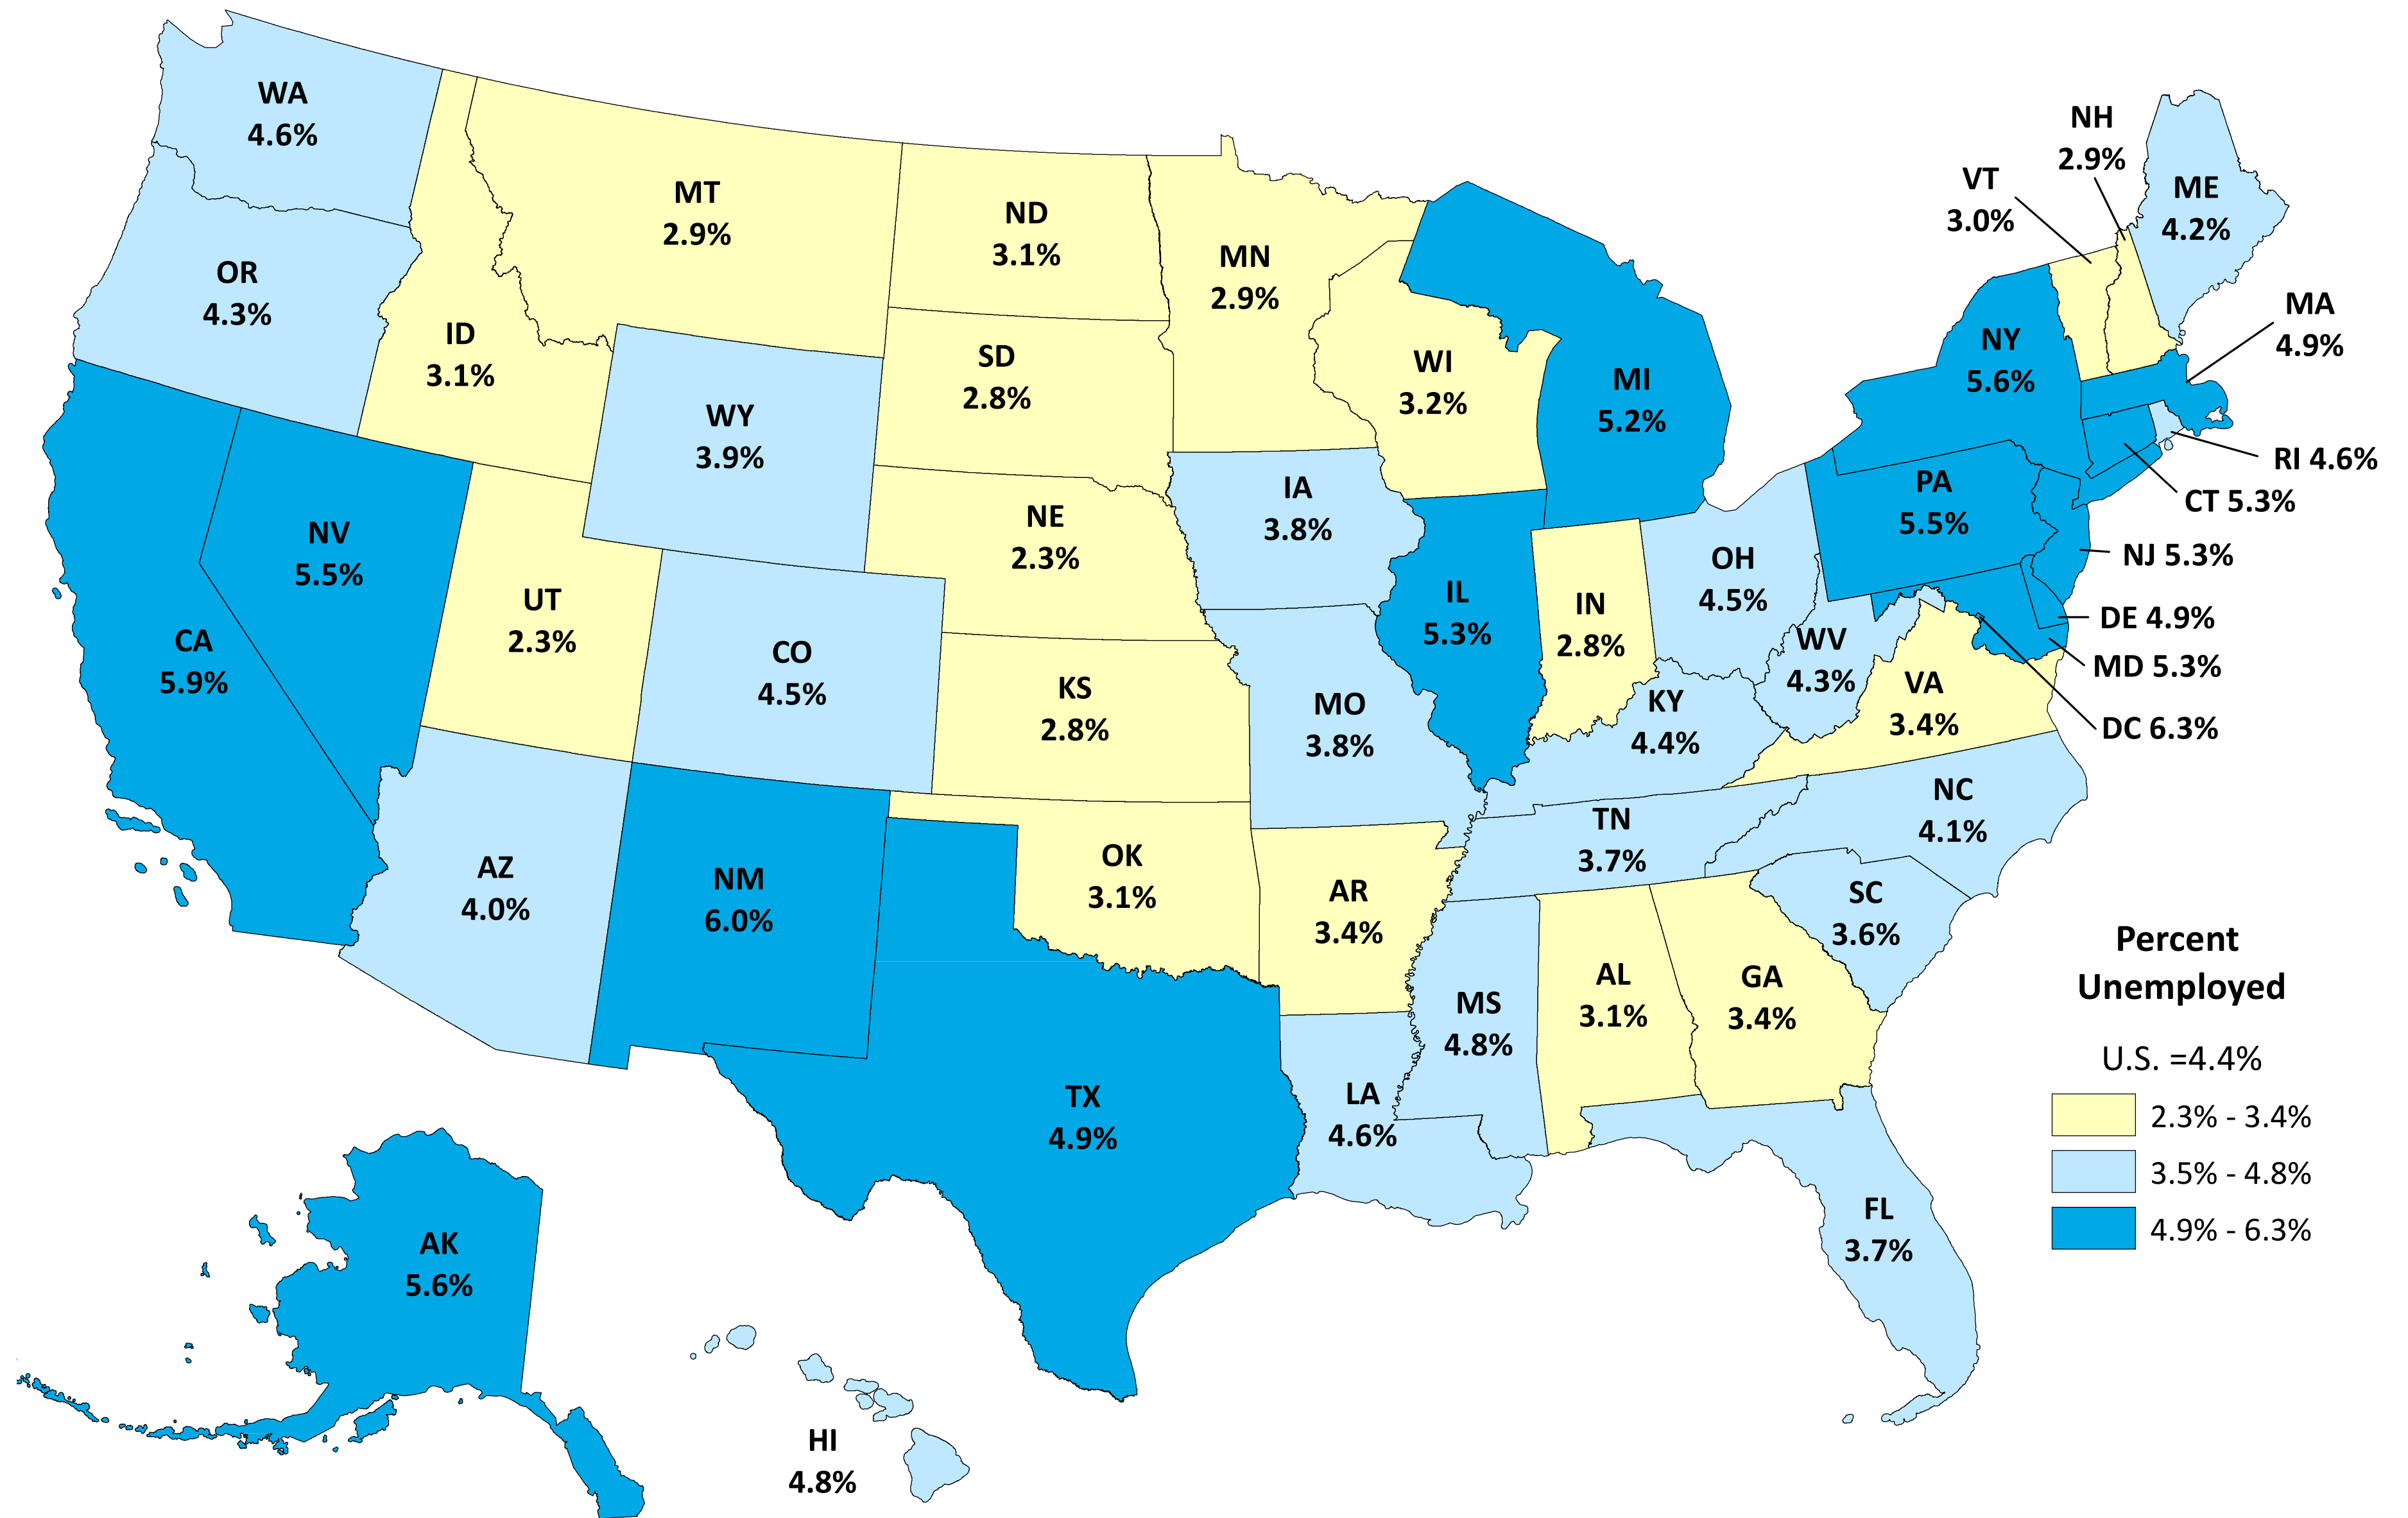 WA
4.6%
OR
4.3%
CA
5.9%
NV
5.5%
ID
3.1%
MT
2.9%
WY
3.9%
UT
2.3%
CO
4.5%
AZ
4.0%
NM
6.0%
ND
3.1%
SD
2.8%
NE
2.3%
KS
2.8%
OK
3.1%
TX
4.9%
MN
2.9%
IA
3.8%
MO
3.8%
AR
3.4%
LA
4.6%
WI
3.2%
IL
5.3%
MI
5.2%
IN
2.8%
OH
4.5%
KY
4.4%
TN
3.7%
MS
4.8%
AL
3.1%
GA
3.4%
FL
3.7%
SC
3.6%
NC
4.1%
VA
3.4%
WV
4.3%
PA
5.5%
NY
5.6%
VT
3.0%
NH
2.9%
ME
4.2%
MA
4.9%
RI 4.6%
CT 5.3%
NJ 5.3%
DE 4.9%
MD 5.3%
DC 6.3%
AK
5.6%
HI
4.8%
Percent
Unemployed
U.S. =4.4%
2.3% - 3.4%
3.5% - 4.8%
4.9% - 6.3%